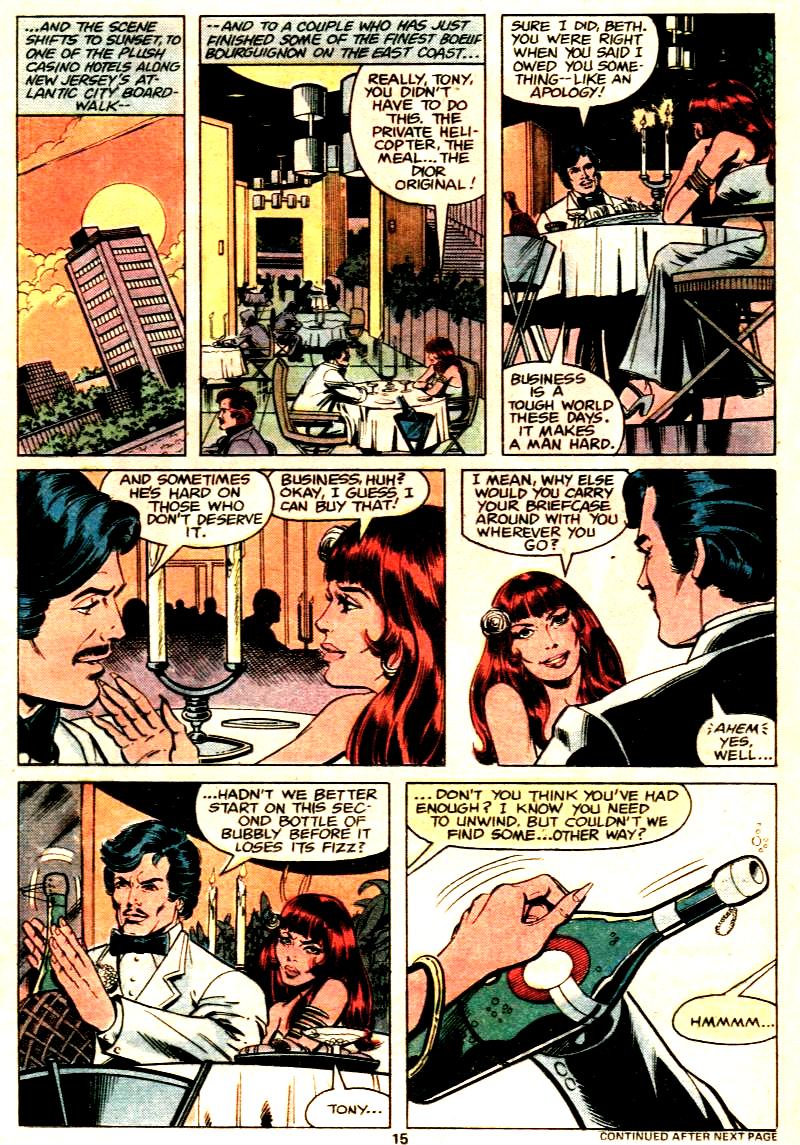 ...AND THE SCENE
SHIFTS TO SUNSET, TO
ONE OF THE PLUSH
CASINO HOTELS ALONG
NEW JERSEY'S AT-
LANTIC CITY BOARD-
WALK--
--AND TO A COUPLE WHO HAS JUST
FINISHED SOME OF THE FINEST BOEUF
BOURGUIGNON ON THE EAST COAST...
REALLY, TONY,
YOU DIDN'T
HAVE TO DO
THIS. THE
PRIVATE HELI-
COPTER, THE
MEAL... THE
DIOR
ORIGINAL!
SURE I DID, BETH.
YOU WERE RIGHT
WHEN YOU SAID I
OWED YOU SOME-
THING--LIKE AN
APOLOGY!
BUSINESS
IS A
TOUGH WORLD
THESE DAYS.
IT MAKES
A MAN HARD.
AND SOMETIMES
HE'S HARD ON
THOSE WHO
DON'T DESERVE
IT.
BUSINESS, HUH?
OKAY, I GUESS I
CAN BUY THAT!
I MEAN, WHY ELSE
WOULD YOU CARRY
YOUR BRIEFCASE
AROUND WITH YOU
WHEREVER YOU
GO?
AHEM
YES,
WELL...
...HADN'T WE BETTER
START ON THIS SEC-
OND BOTTLE OF
BUBBLY BEFORE IT
LOSES ITS FIZZ?
TONY...
...DON'T YOU THINK YOU'VE HAD
ENOUGH? I KNOW YOU NEED
TO UNWIND, BUT COULDN'T WE
FIND SOME...OTHER WAY?
HMMMM...
15
CONTINUED AFTER NEXT PAGE